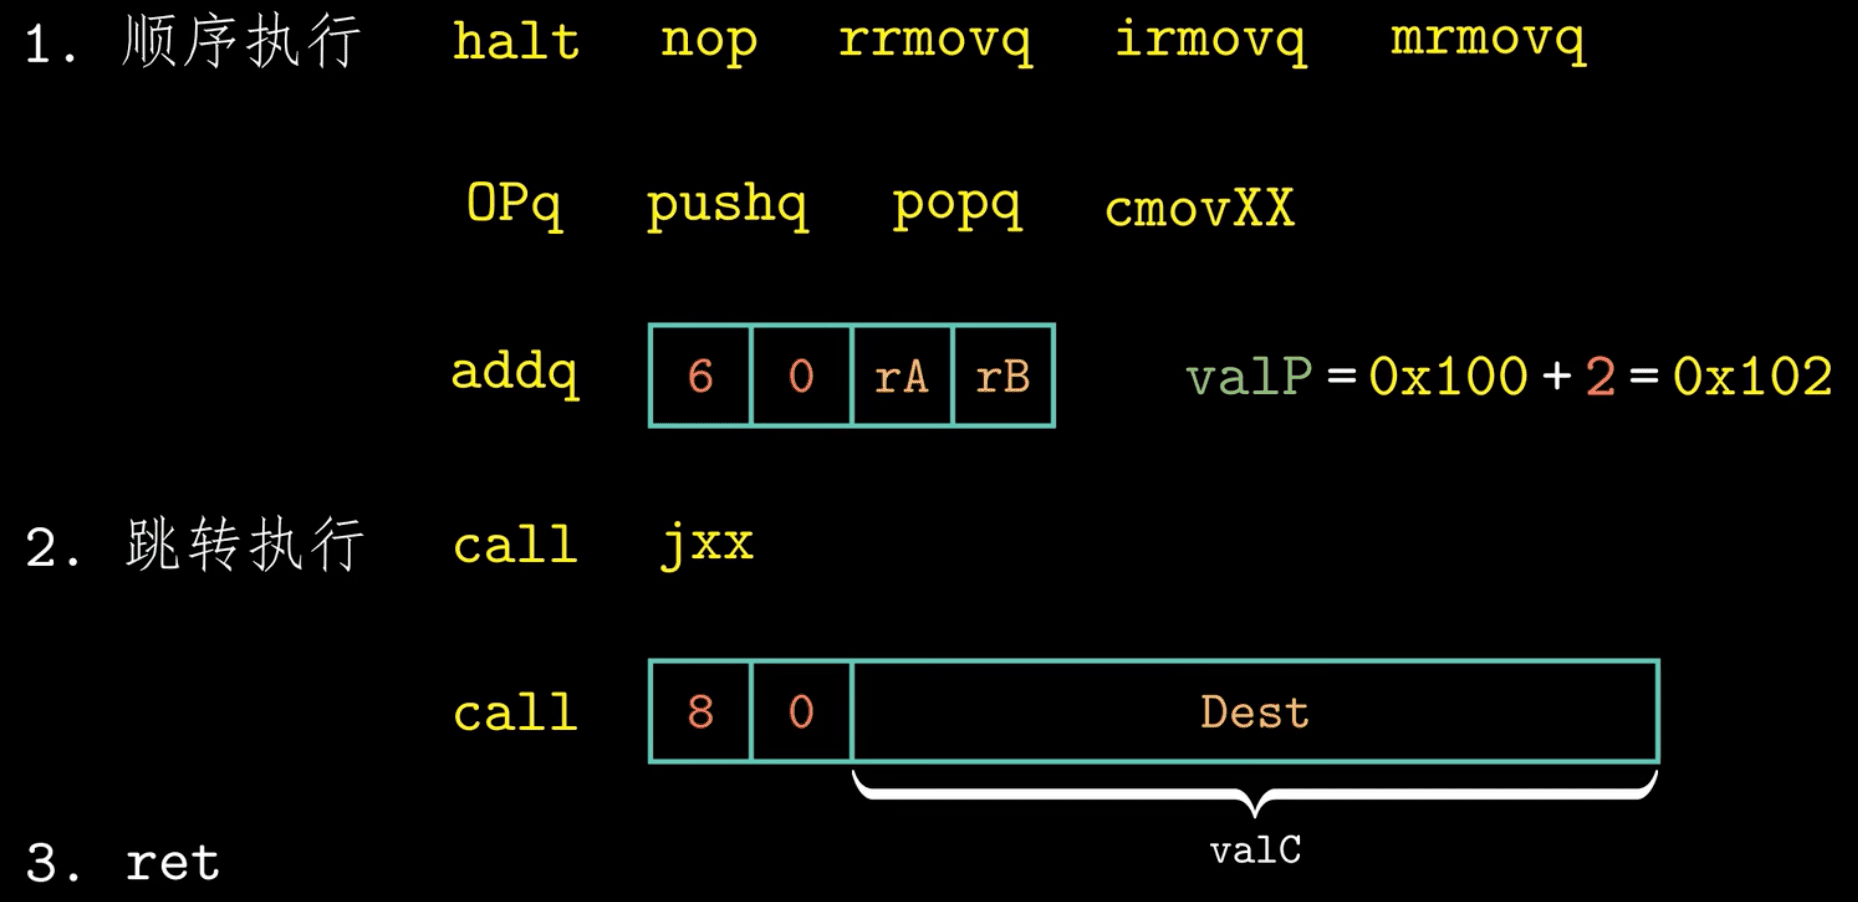 1. 顺序执行 halt nop rrmovq irmovq mrmovq
OPq pushq popq cmovXX
addq 6 0 rA rB valP = 0x100 + 2 = 0x102
2. 跳转执行 call jxx
call 8 0 Dest
valC
3. ret